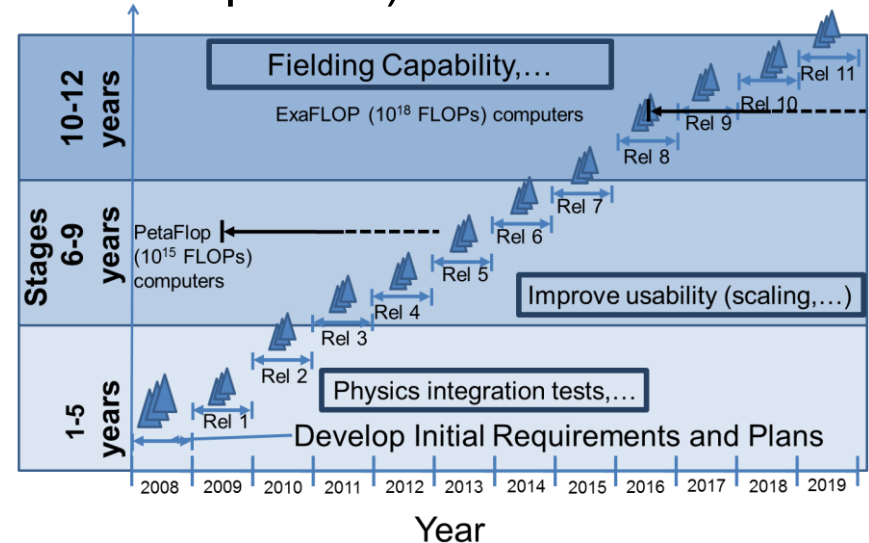 Fielding Capability,…
ExaFLOP (10¹⁸ FLOPs) computers
10-12
years
Rel 11
Rel 10
Rel 9
Rel 8
Stages
6-9
years
PetaFlop
(10¹⁵ FLOPs)
computers
Rel 7
Rel 6
Rel 5
Rel 4
Improve usability (scaling,…)
Rel 3
Rel 2
1-5
years
Physics integration tests,…
Rel 1
Develop Initial Requirements and Plans
2008 2009 2010 2011 2012 2013 2014 2015 2016 2017 2018 2019
Year